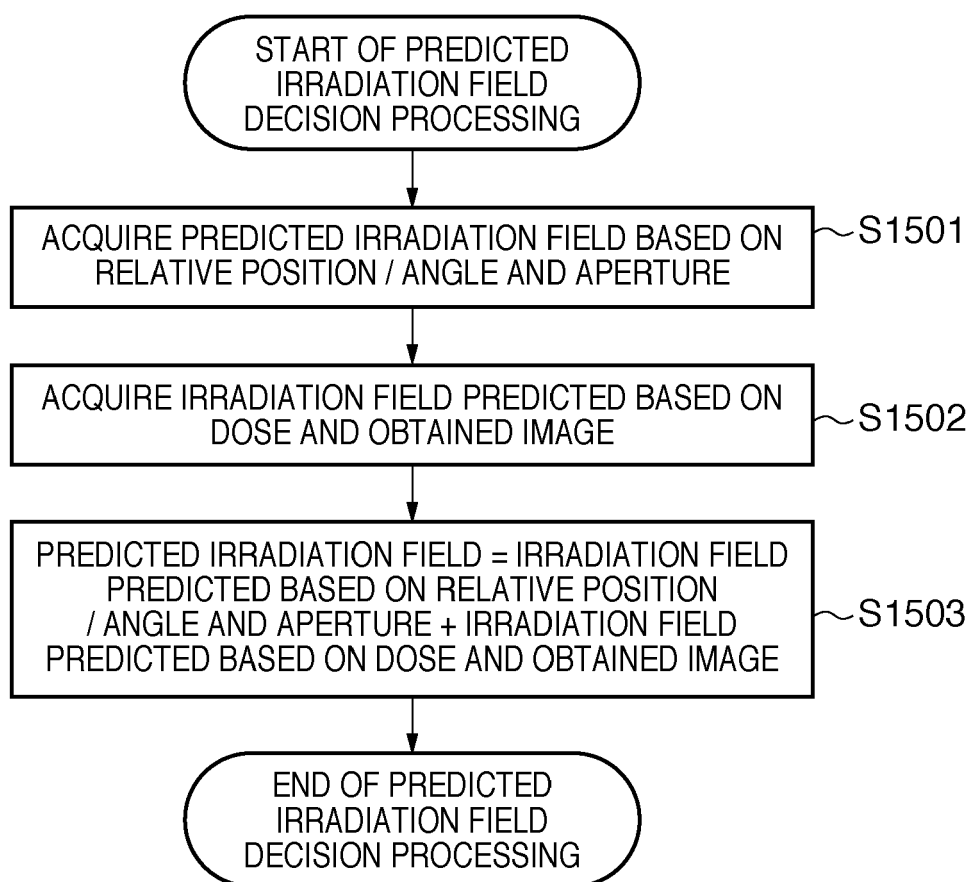 START OF PREDICTED
IRRADIATION FIELD
DECISION PROCESSING
ACQUIRE PREDICTED IRRADIATION FIELD BASED ON
RELATIVE POSITION / ANGLE AND APERTURE
S1501
ACQUIRE IRRADIATION FIELD PREDICTED BASED ON
DOSE AND OBTAINED IMAGE
S1502
PREDICTED IRRADIATION FIELD = IRRADIATION FIELD
PREDICTED BASED ON RELATIVE POSITION
/ ANGLE AND APERTURE + IRRADIATION FIELD
PREDICTED BASED ON DOSE AND OBTAINED IMAGE
S1503
END OF PREDICTED
IRRADIATION FIELD
DECISION PROCESSING